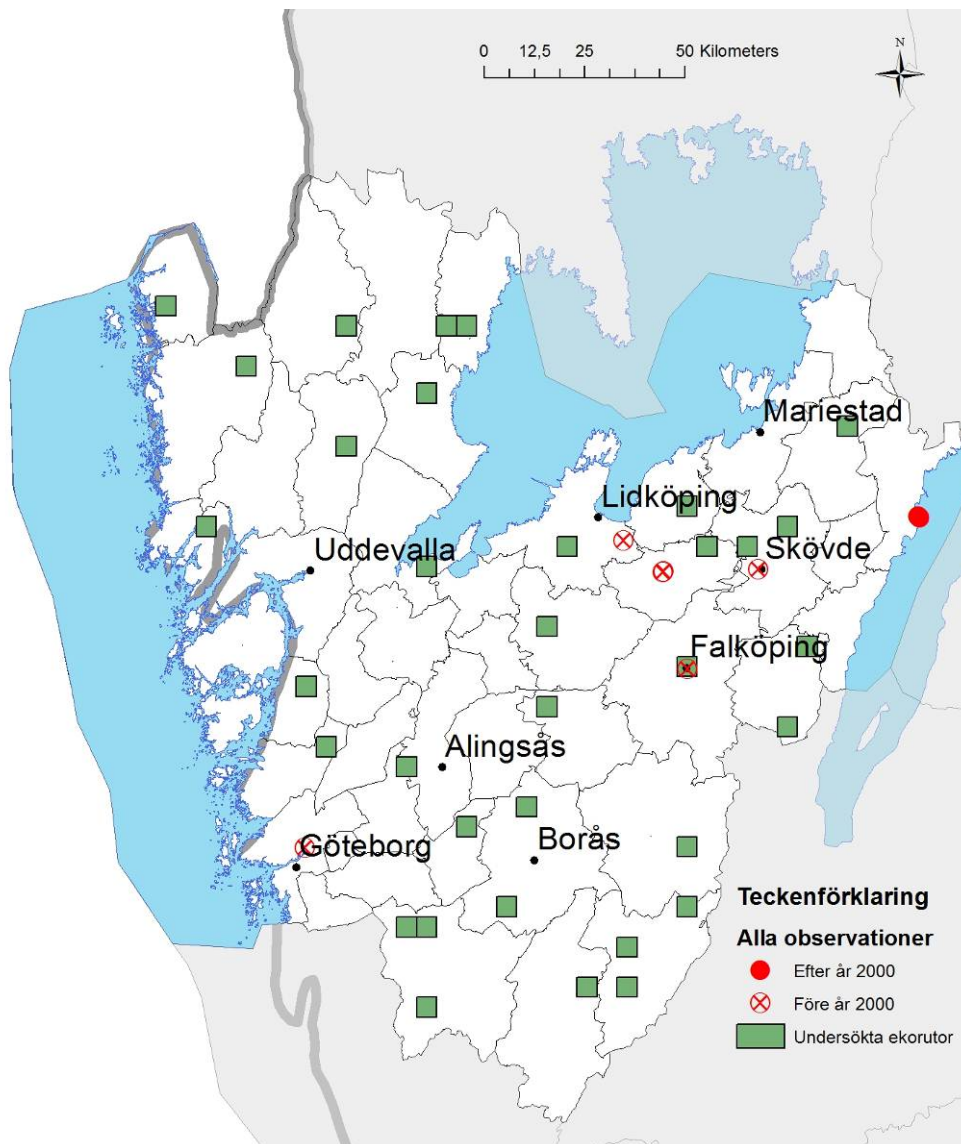 0 12,5 25 50 Kilometers
N
Mariestad
Lidköping
Skövde
Uddevalla
Falköping
Alingsås
Göteborg
Borås
Teckenförklaring
Alla observationer
Efter år 2000
Före år 2000
Undersökta ekorutor